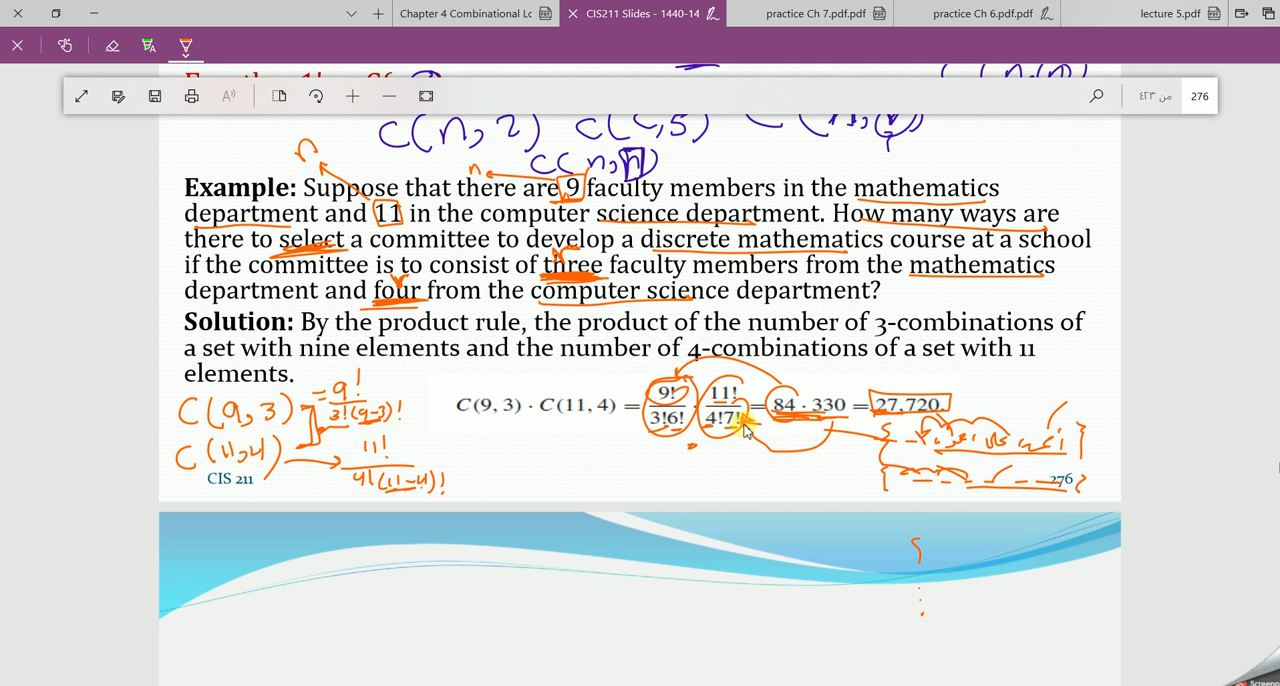 Chapter 4 Combinational Lc
CIS211 Slides - 1440-14
practice Ch 7.pdf.pdf
practice Ch 6.pdf.pdf
lecture 5.pdf
276
من ٤٢٣
C(n,2) C(
C(n,n)
n n
Example: Suppose that there are 9 faculty members in the mathematics
department and 11 in the computer science department. How many ways are
there to select a committee to develop a discrete mathematics course at a school
r
if the committee is to consist of three faculty members from the mathematics
r
department and four from the computer science department?
Solution: By the product rule, the product of the number of 3-combinations of
a set with nine elements and the number of 4-combinations of a set with 11
elements.
C(9,3) = 9! / 3!(9-3)!
C(9, 3) · C(11, 4) = 9!/3!6! · 11!/4!7! = 84 · 330 = 27,720.
C(11,4) 11! / 4!(11-4)!
CIS 211
276